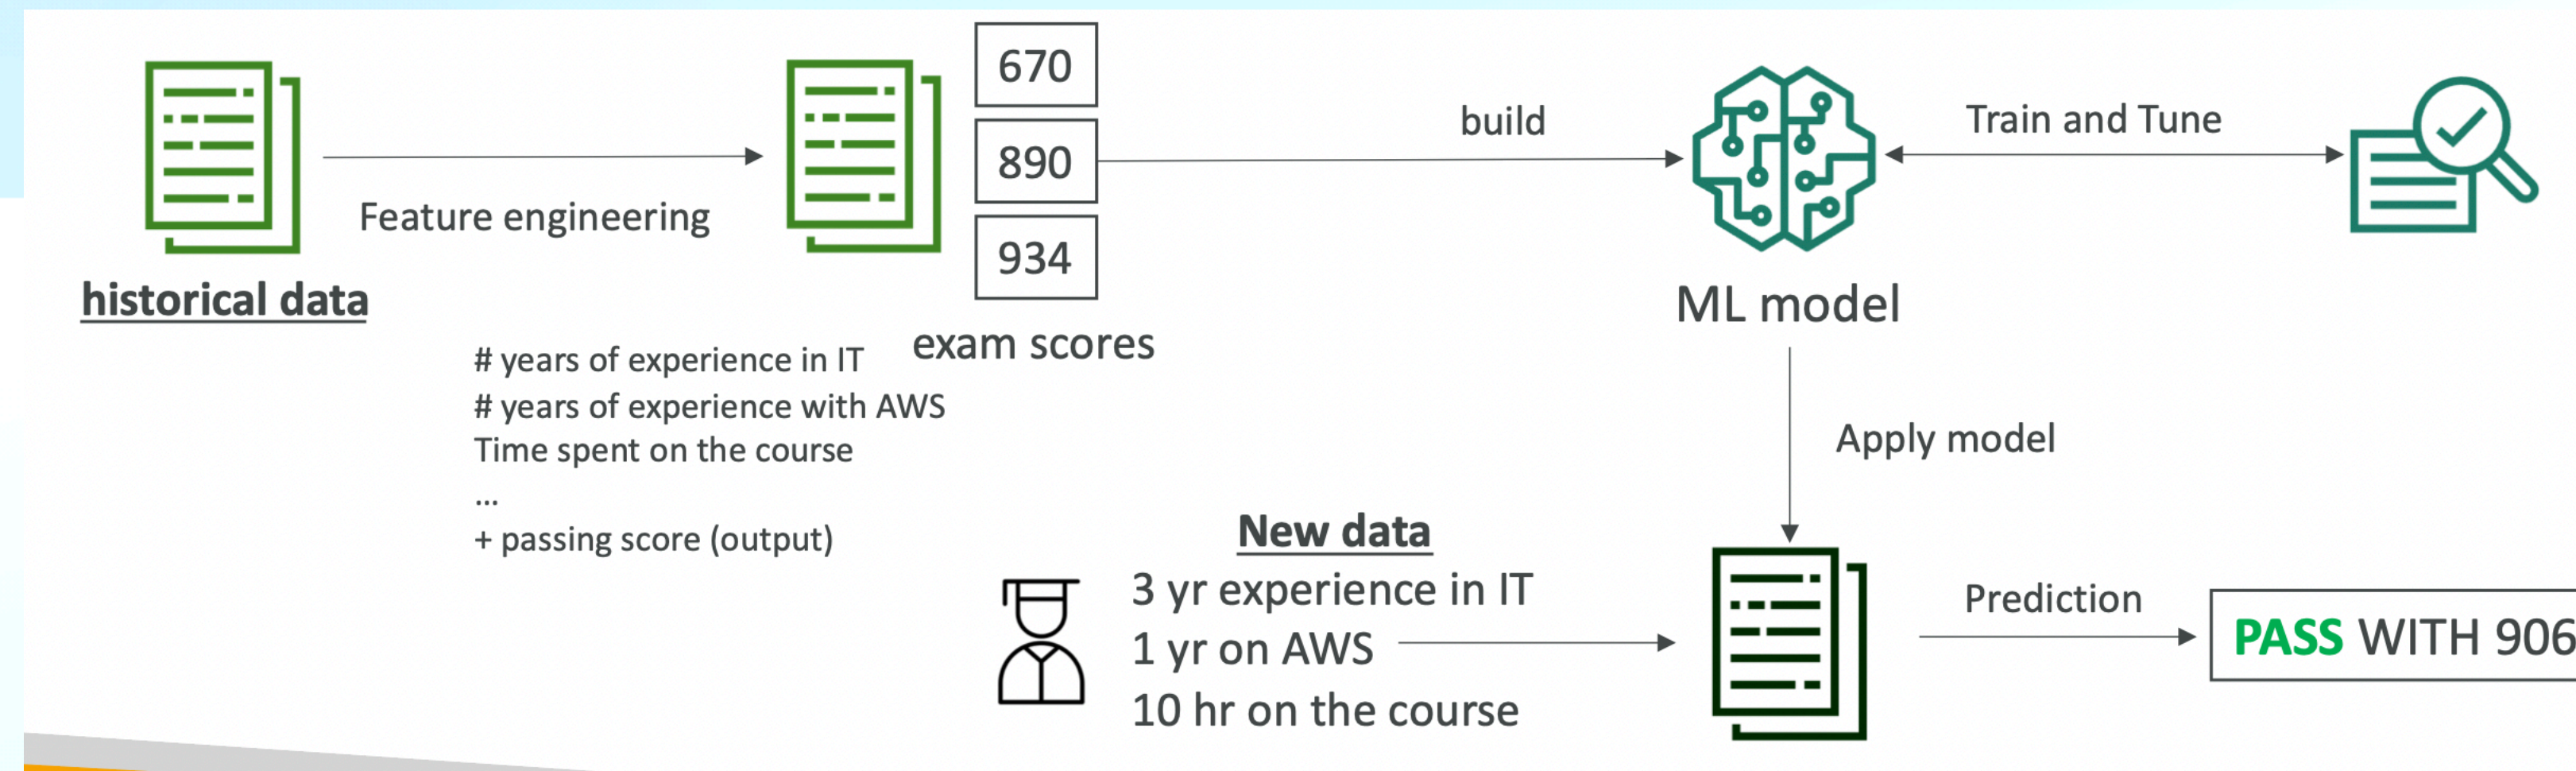 670
890
934
Feature engineering
historical data
exam scores
# years of experience in IT
# years of experience with AWS
Time spent on the course
...
+ passing score (output)
build
ML model
Train and Tune
Apply model
New data
3 yr experience in IT
1 yr on AWS
10 hr on the course
Prediction
PASS WITH 906